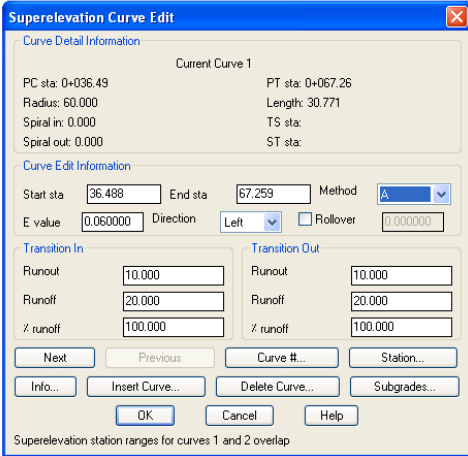 Superelevation Curve Edit
Curve Detail Information
Current Curve 1
PC sta: 0+036.49 PT sta: 0+067.26
Radius: 60.000 Length: 30.771
Spiral in: 0.000 TS sta:
Spiral out: 0.000 ST sta:
Curve Edit Information
Start sta 36.488 End sta 67.259 Method A
E value 0.060000 Direction Left Rollover 0.000000
Transition In Transition Out
Runout 10.000 Runout 10.000
Runoff 20.000 Runoff 20.000
% runoff 100.000 % runoff 100.000
Next Previous Curve #... Station...
Info... Insert Curve... Delete Curve... Subgrades...
OK Cancel Help
Superelevation station ranges for curves 1 and 2 overlap